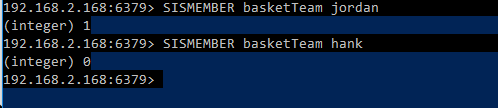 192.168.2.168:6379> SISMEMBER basketTeam jordan
(integer) 1
192.168.2.168:6379> SISMEMBER basketTeam hank
(integer) 0
192.168.2.168:6379>